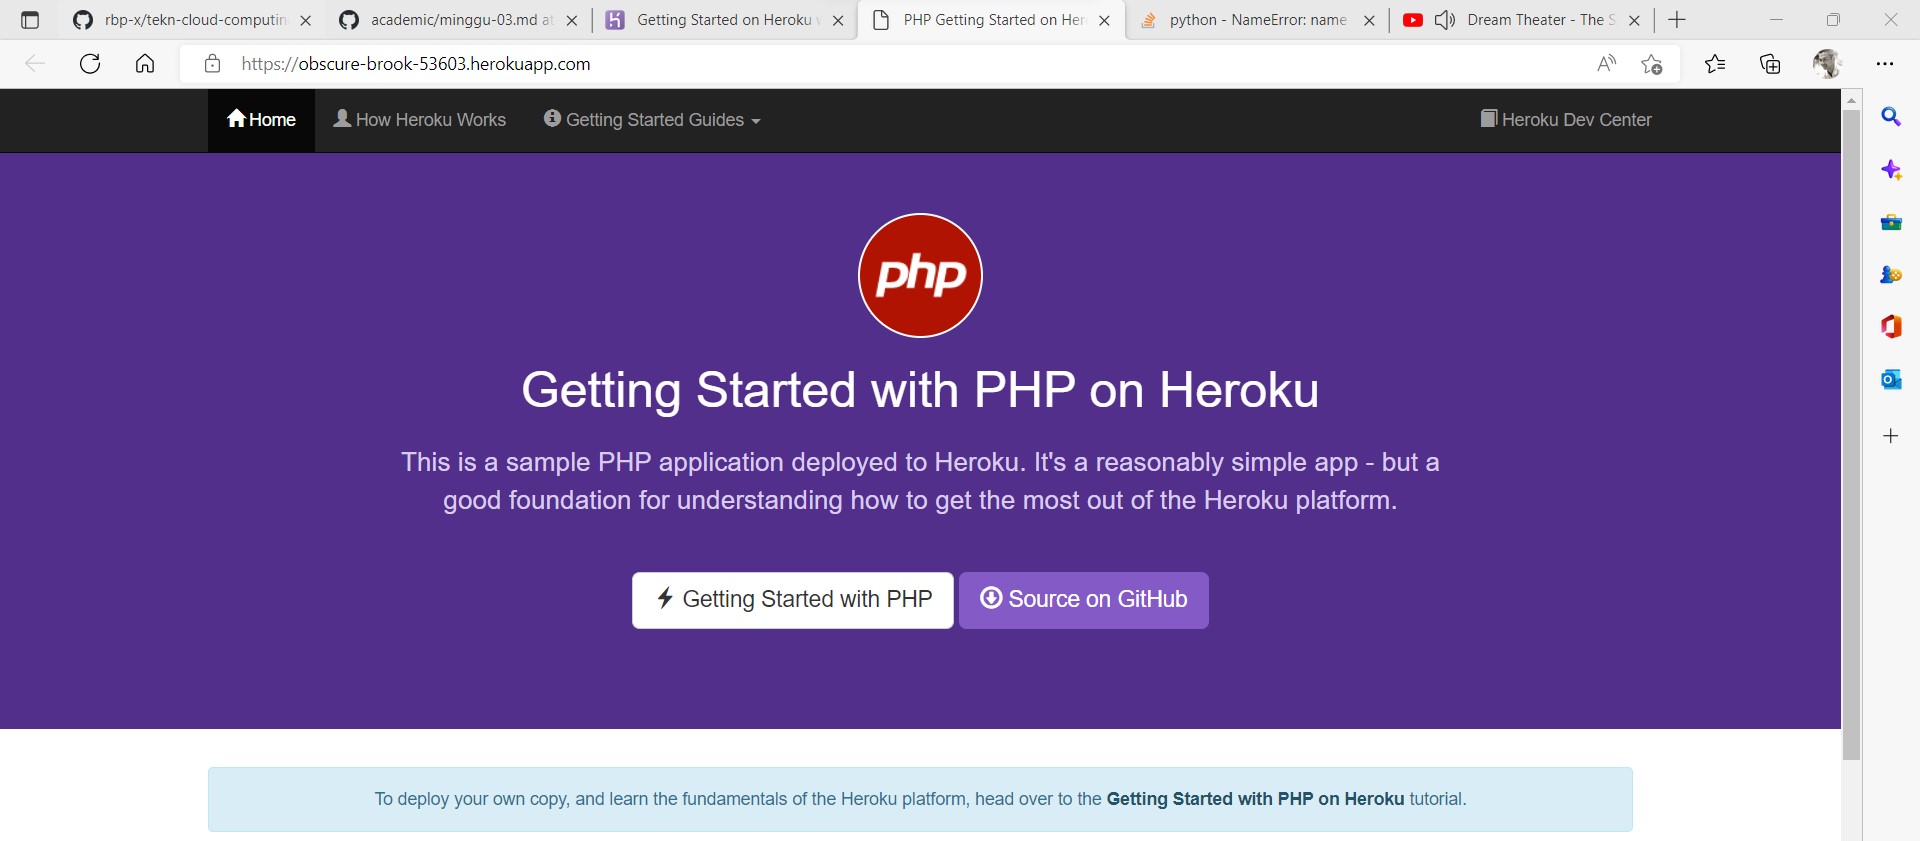 rbp-x/tekn-cloud-computin
academic/minggu-03.md at
Getting Started on Heroku w
PHP Getting Started on Her
python - NameError: name
Dream Theater - The S
https://obscure-brook-53603.herokuapp.com
Home
How Heroku Works
Getting Started Guides
Heroku Dev Center
php
Getting Started with PHP on Heroku
This is a sample PHP application deployed to Heroku. It's a reasonably simple app - but a
good foundation for understanding how to get the most out of the Heroku platform.
Getting Started with PHP
Source on GitHub
To deploy your own copy, and learn the fundamentals of the Heroku platform, head over to the Getting Started with PHP on Heroku tutorial.